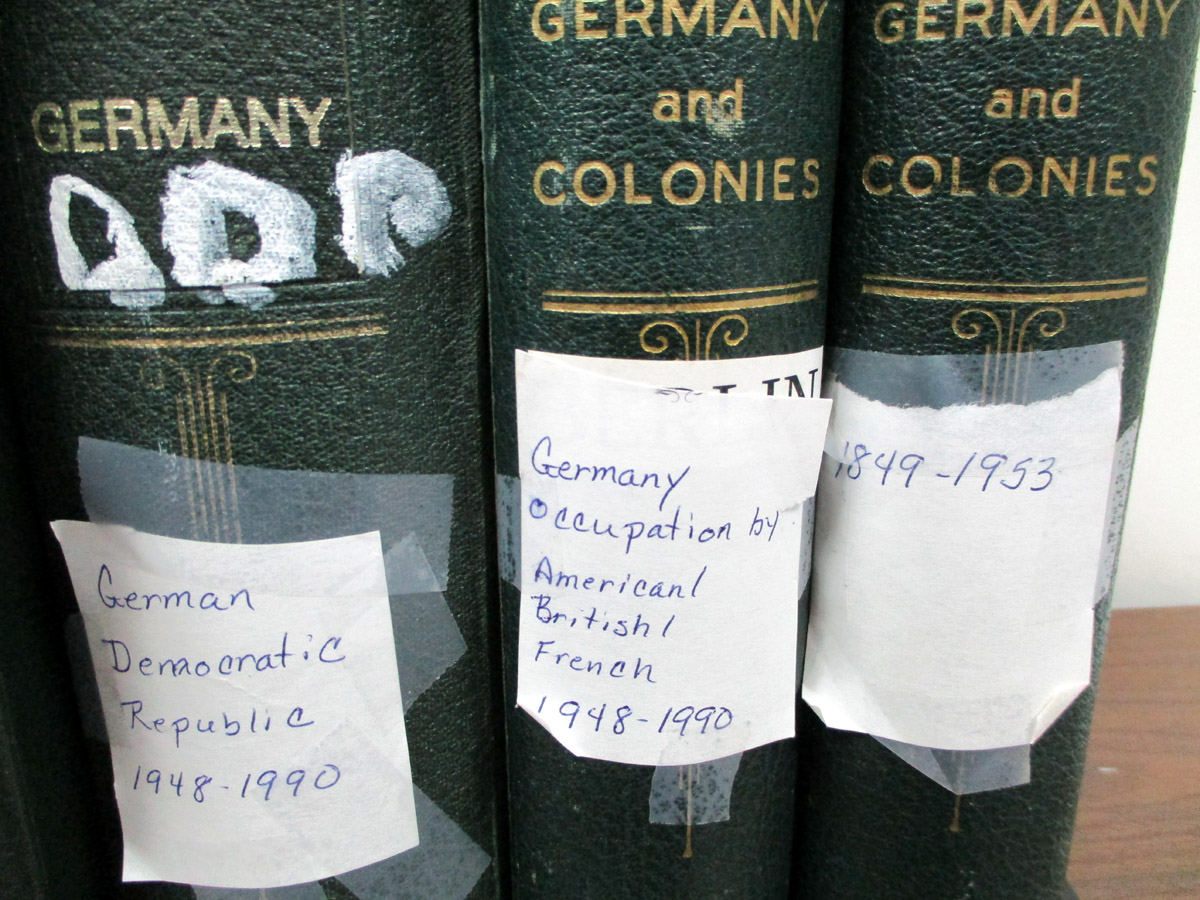 GERMANY
DDR
German
Democratic
Republic
1948-1990
GERMANY
and
COLONIES
LIN
Germany
Occupation by
American/
British/
French
1948-1990
GERMANY
and
COLONIES
1849-1953